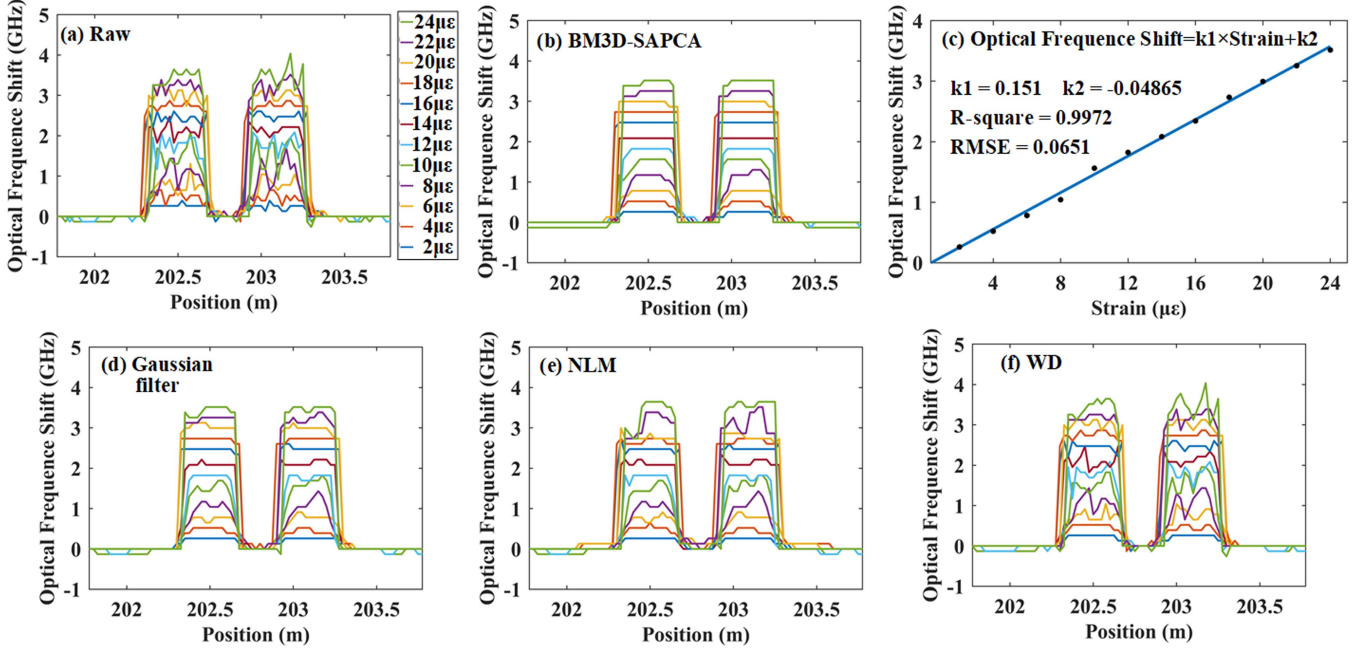 (a) Raw
Optical Frequency Shift (GHz)
5
4
3
2
1
0
-1
202
202.5
203
203.5
Position (m)
24με
22με
20με
18με
16με
14με
12με
10με
8με
6με
4με
2με
(b) BM3D-SAPCA
Optical Frequency Shift (GHz)
5
4
3
2
1
0
-1
202
202.5
203
203.5
Position (m)
(c) Optical Frequence Shift=k1×Strain+k2
k1 = 0.151 k2 = -0.04865
R-square = 0.9972
RMSE = 0.0651
Optical Frequency Shift (GHz)
4
3
2
1
0
4
8
12
16
20
24
Strain (με)
(d) Gaussian
filter
Optical Frequency Shift (GHz)
5
4
3
2
1
0
-1
202
202.5
203
203.5
Position (m)
(e) NLM
Optical Frequency Shift (GHz)
5
4
3
2
1
0
-1
202
202.5
203
203.5
Position (m)
(f) WD
Optical Frequency Shift (GHz)
5
4
3
2
1
0
-1
202
202.5
203
203.5
Position (m)